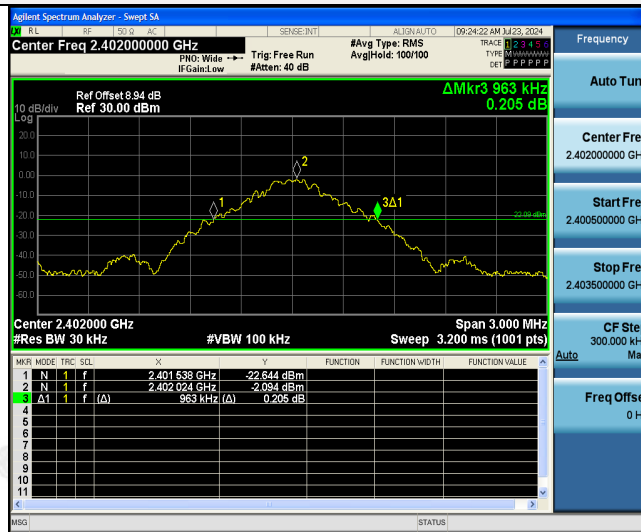 Agilent Spectrum Analyzer - Swept SA
LXI RL RF 50 Ω AC SENSE:INT ALIGN AUTO 09:24:22 AM Jul 23, 2024
Center Freq 2.402000000 GHz
PNO: Wide
IFGain:Low
Trig: Free Run
#Atten: 40 dB
#Avg Type: RMS
Avg|Hold: 100/100
TRACE 1 2 3 4 5 6
TYPE M W W W W W
DET P P P P P P
Ref Offset 8.94 dB
Ref 30.00 dBm
10 dB/div
Log
ΔMkr3 963 kHz
0.205 dB
20.0
10.0
0.00
-10.0
-20.0
-30.0
-40.0
-50.0
-60.0
1
2
3Δ1
Center 2.402000 GHz
#Res BW 30 kHz
#VBW 100 kHz
Span 3.000 MHz
Sweep 3.200 ms (1001 pts)
MKR MODE TRC SCL X Y FUNCTION FUNCTION WIDTH FUNCTION VALUE
1 N 1 f 2.401 538 GHz -22.644 dBm
2 N 1 f 2.402 024 GHz -2.094 dBm
3 Δ1 1 f (Δ) 963 kHz (Δ) 0.205 dB
4
5
6
7
8
9
10
11
MSG
STATUS
Frequency
Auto Tun
Center Fre
2.402000000 GH
Start Fre
2.400500000 GH
Stop Fre
2.403500000 GH
CF Ste
300.000 kH
Auto Ma
Freq Offse
0 H